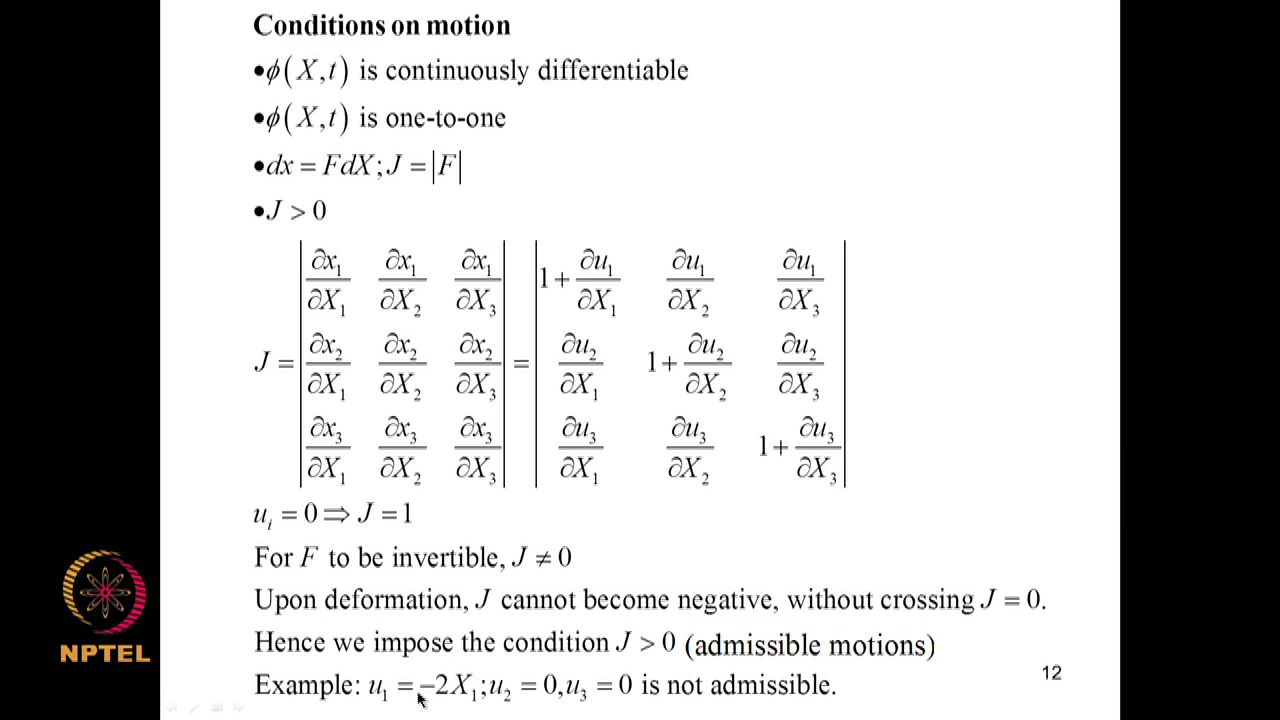 Conditions on motion
•ϕ(X,t) is continuously differentiable
•ϕ(X,t) is one-to-one
•dx = FdX; J = |F|
•J > 0
J = | ∂x₁/∂X₁ ∂x₁/∂X₂ ∂x₁/∂X₃ ; ∂x₂/∂X₁ ∂x₂/∂X₂ ∂x₂/∂X₃ ; ∂x₃/∂X₁ ∂x₃/∂X₂ ∂x₃/∂X₃ | = | 1+∂u₁/∂X₁ ∂u₁/∂X₂ ∂u₁/∂X₃ ; ∂u₂/∂X₁ 1+∂u₂/∂X₂ ∂u₂/∂X₃ ; ∂u₃/∂X₁ ∂u₃/∂X₂ 1+∂u₃/∂X₃ |
uᵢ = 0 ⇒ J = 1
For F to be invertible, J ≠ 0
Upon deformation, J cannot become negative, without crossing J = 0.
Hence we impose the condition J > 0 (admissible motions)
Example: u₁ = −2X₁; u₂ = 0, u₃ = 0 is not admissible.
12
NPTEL